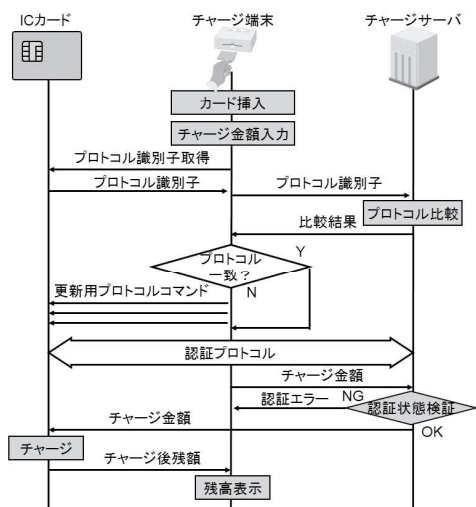 ICカード
チャージ端末
チャージサーバ
カード挿入
チャージ金額入力
プロトコル識別子取得
プロトコル識別子
プロトコル識別子
プロトコル比較
比較結果
プロトコル
一致?
Y
N
更新用プロトコルコマンド
認証プロトコル
チャージ金額
認証エラー
NG
認証状態検証
チャージ金額
OK
チャージ
チャージ後残額
残高表示